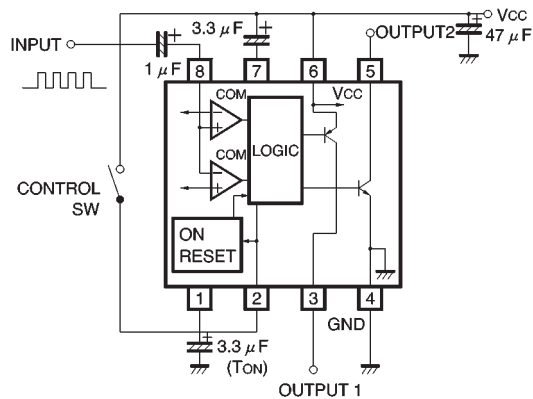 3.3 μF
VCC
INPUT
OUTPUT2
47 μF
1 μF
8
7
6
5
COM
VCC
COM
LOGIC
CONTROL
SW
ON
RESET
1
2
3
4
GND
3.3 μF
(TON)
OUTPUT 1